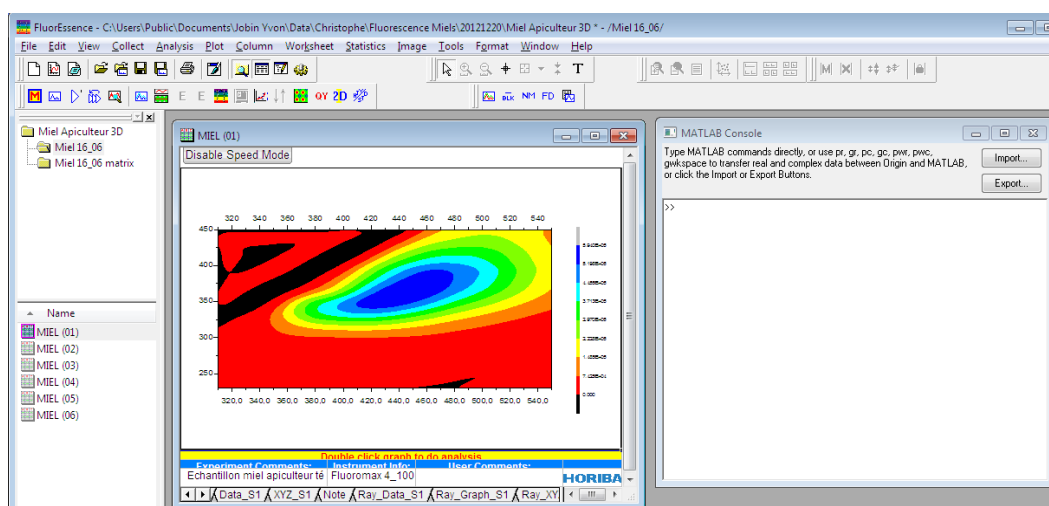 FluorEssence - C:\Users\Public\Documents\Jobin Yvon\Data\Christophe\Fluorescence Miels\20121220\Miel Apiculteur 3D * - /Miel 16_06/
File Edit View Collect Analysis Plot Column Worksheet Statistics Image Tools Format Window Help
T
M
M E E QY 2D BLK NM FD
Miel Apiculteur 3D
Miel 16_06
Miel 16_06 matrix
Name
MIEL (01)
MIEL (02)
MIEL (03)
MIEL (04)
MIEL (05)
MIEL (06)
MIEL (01)
Disable Speed Mode
320 340 360 380 400 420 440 460 480 500 520 540
450
400
350
300
250
320,0 340,0 360,0 380,0 400,0 420,0 440,0 460,0 480,0 500,0 520,0 540,0
0.000
Double click graph to do analysis
Experiment Comments: Instrument Info: User Comments:
Echantillon miel apiculteur té Fluoromax 4_100
HORIBA
Data_S1 XYZ_S1 Note Ray_Data_S1 Ray_Graph_S1 Ray_XY
MATLAB Console
Type MATLAB commands directly, or use pr, gr, pc, gc, pwr, pwc,
gwkspace to transfer real and complex data between Origin and MATLAB,
or click the Import or Export Buttons.
Import...
Export...
>>